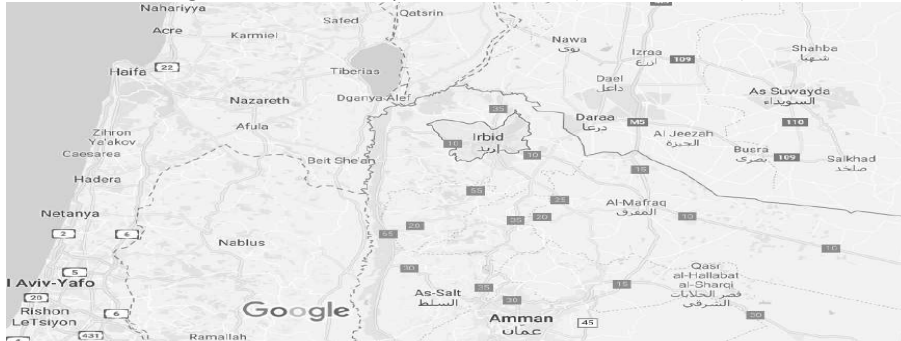 Nahariyya
Safed
Qatsrin
Acre
Karmiel
Nawa
نوى
Izraa
ازرع
Shahba
شهبا
Haifa
22
Tiberias
109
Dael
داعل
Nazareth
Dganya Alef
As Suwayda
السويداء
35
Daraa
درعا
M5
110
Zihron
Ya'akov
Afula
Irbid
إربد
Al Jeezah
الجيزة
Caesarea
10
Busra
بصرى
Beit She'an
10
109
Salkhad
صلخد
Hadera
15
55
25
Al-Mafraq
المفرق
Netanya
35
20
10
2
6
20
65
Nablus
10
5
30
Qasr
al-Hallabat
al-Sharqi
قصر الحلابات
الشرقي
l Aviv-Yafo
15
20
As-Salt
السلط
35
30
Rishon
LeTsiyon
6
Google
Amman
عمان
45
30
431
Ramallah
4